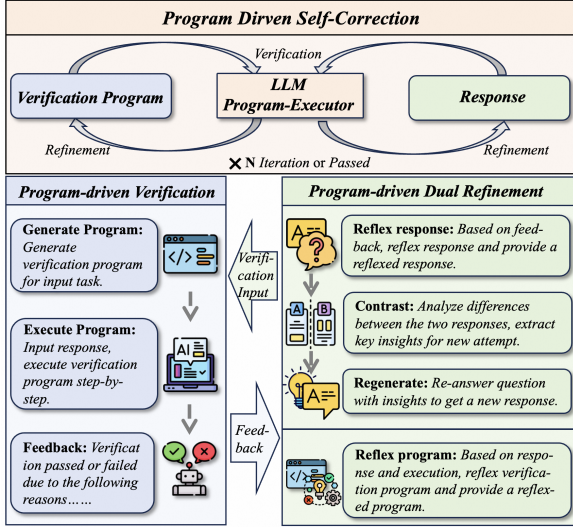 Program Dirven Self-Correction
Verification
Verification Program
LLM
Program-Executor
Response
Refinement
Refinement
× N Iteration or Passed
Program-driven Verification
Generate Program:
Generate
verification program
for input task.
Execute Program:
Input response,
execute verification
program step-by-
step.
Feedback: Verificat
ion passed or failed
due to the following
reasons……
Verifi-
cation
Input
Feed-
back
Program-driven Dual Refinement
Reflex response: Based on feed-
back, reflex response and provide a
reflexed response.
Contrast: Analyze differences
between the two responses, extract
key insights for new attempt.
Regenerate: Re-answer question
with insights to get a new response.
Reflex program: Based on respo-
nse and execution, reflex verifica-
tion program and provide a reflex-
ed program.
A
?
A
B
A
AI
</>
</>